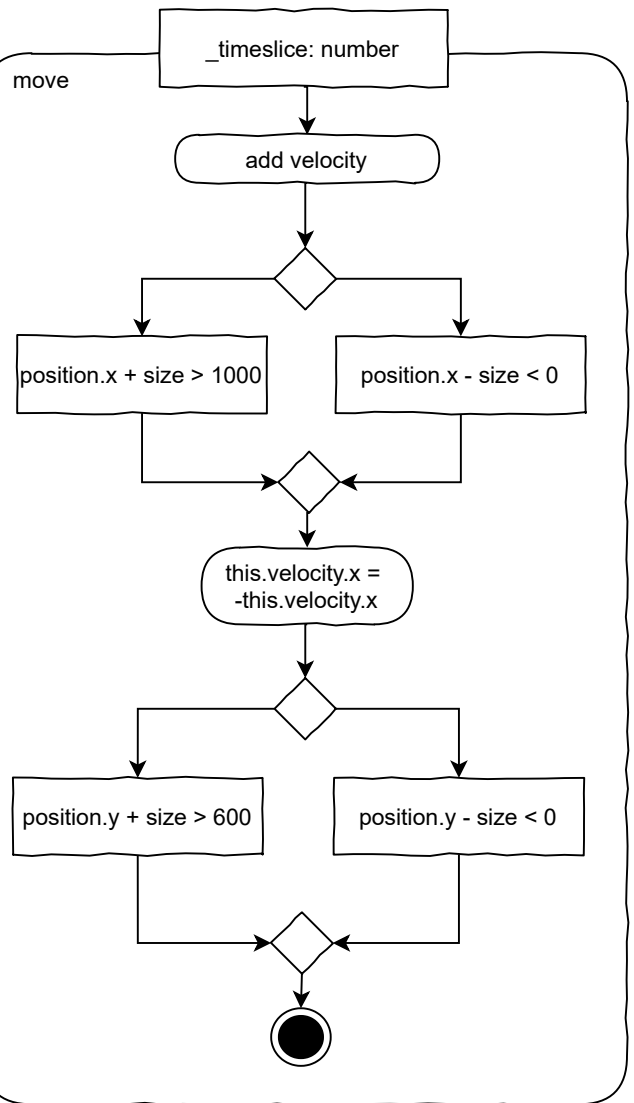 _timeslice: number
move
add velocity
position.x + size > 1000
position.x - size < 0
this.velocity.x =
-this.velocity.x
position.y + size > 600
position.y - size < 0